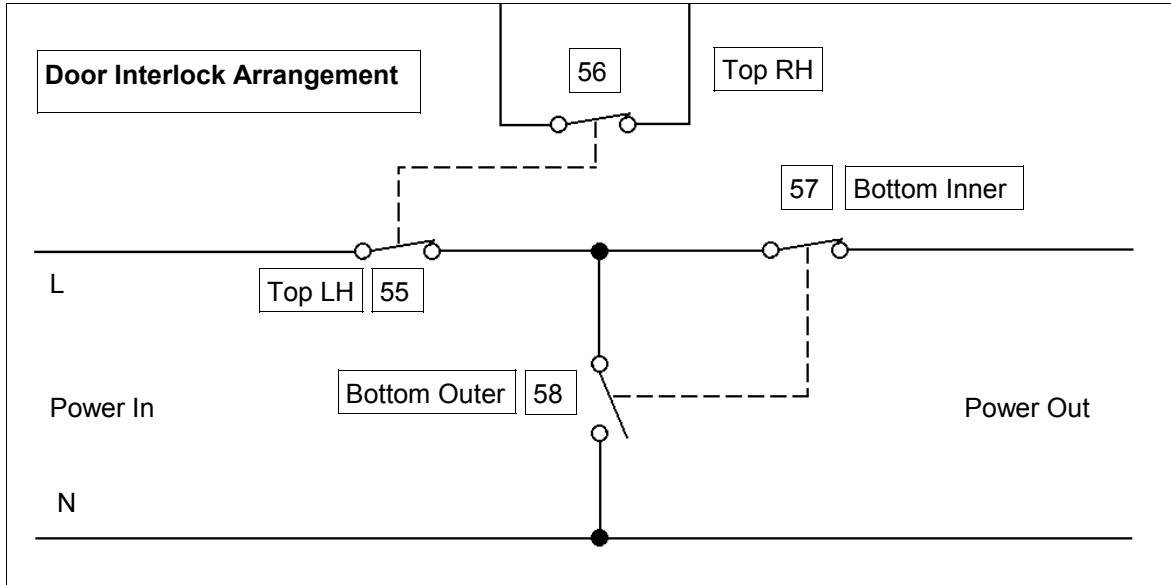 Door Interlock Arrangement
56
Top RH
57 Bottom Inner
L
Top LH 55
Bottom Outer 58
Power In
Power Out
N